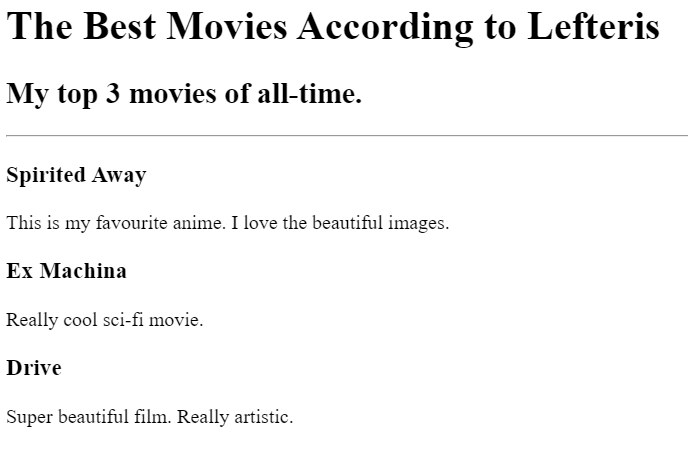 The Best Movies According to Lefteris
My top 3 movies of all-time.
Spirited Away
This is my favourite anime. I love the beautiful images.
Ex Machina
Really cool sci-fi movie.
Drive
Super beautiful film. Really artistic.